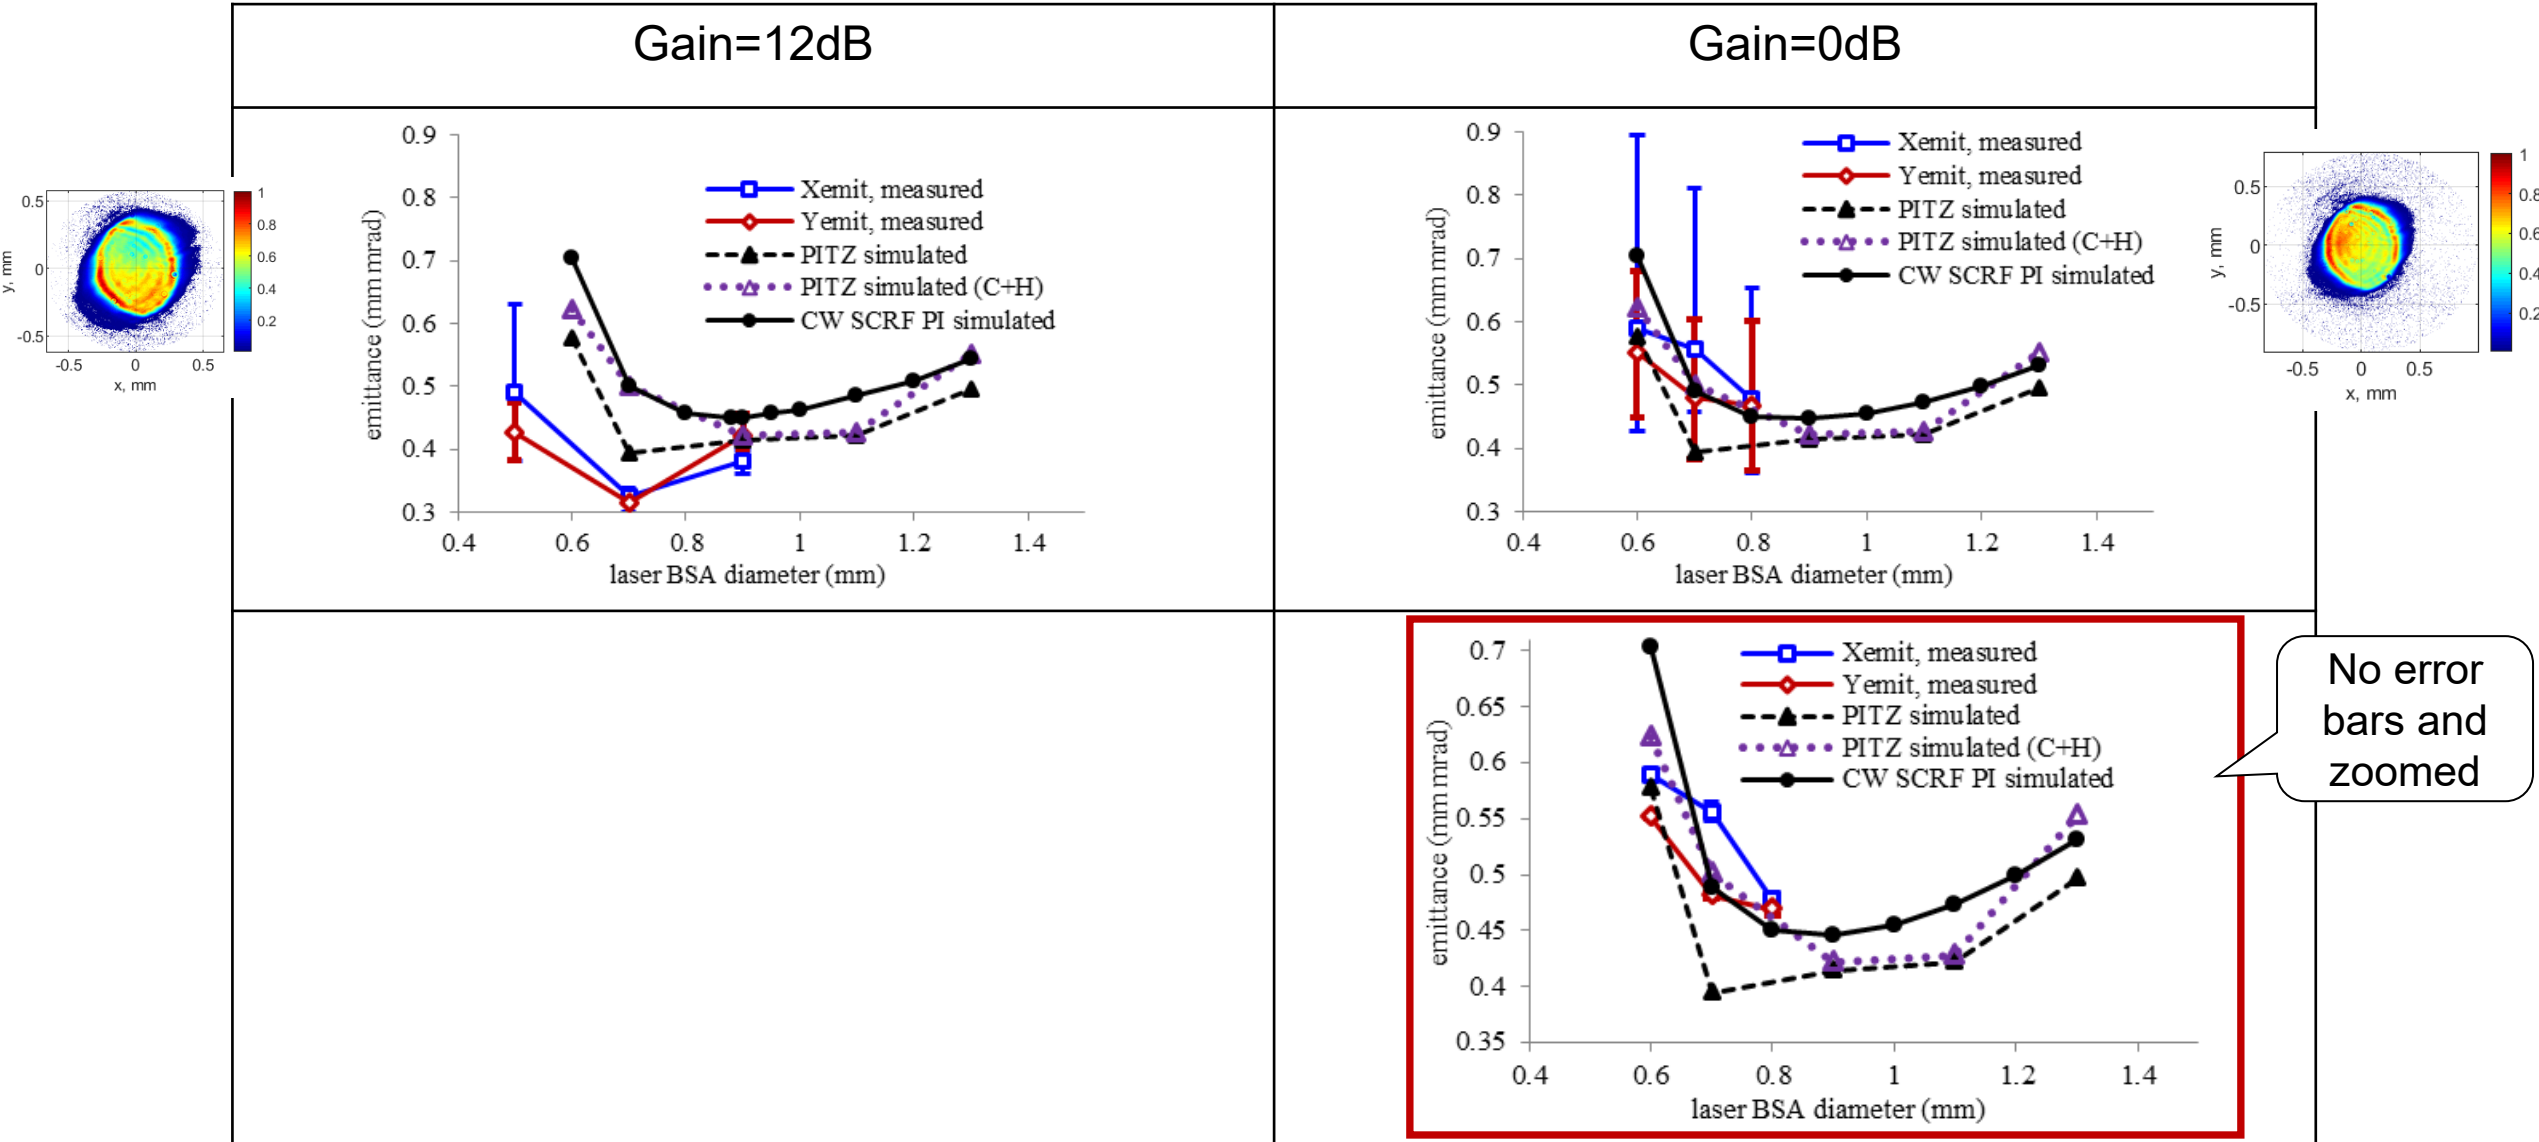 Gain=12dB
Gain=0dB
0.5
0
-0.5
y, mm
-0.5
0
0.5
x, mm
1
0.8
0.6
0.4
0.2
0.9
0.8
0.7
0.6
0.5
0.4
0.3
emittance (mm mrad)
0.4
0.6
0.8
1
1.2
1.4
laser BSA diameter (mm)
Xemit, measured
Yemit, measured
PITZ simulated
PITZ simulated (C+H)
CW SCRF PI simulated
0.9
0.8
0.7
0.6
0.5
0.4
0.3
emittance (mm mrad)
0.4
0.6
0.8
1
1.2
1.4
laser BSA diameter (mm)
Xemit, measured
Yemit, measured
PITZ simulated
PITZ simulated (C+H)
CW SCRF PI simulated
0.5
0
-0.5
y, mm
-0.5
0
0.5
x, mm
1
0.8
0.6
0.4
0.2
0.7
0.65
0.6
0.55
0.5
0.45
0.4
0.35
emittance (mm mrad)
0.4
0.6
0.8
1
1.2
1.4
laser BSA diameter (mm)
Xemit, measured
Yemit, measured
PITZ simulated
PITZ simulated (C+H)
CW SCRF PI simulated
No error
bars and
zoomed